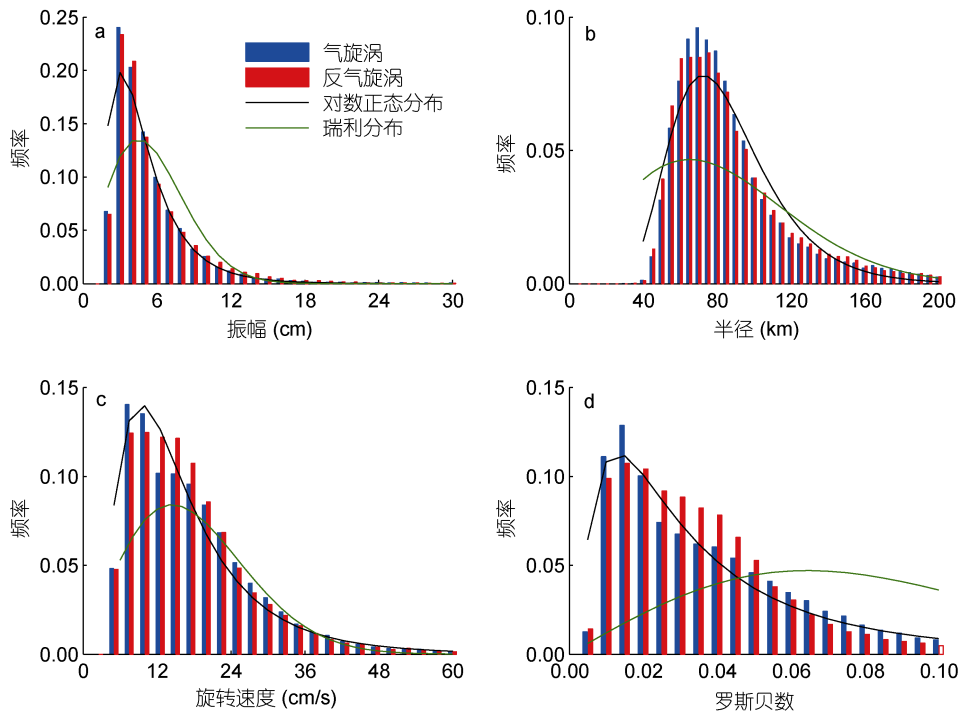 a
0.25
0.20
0.15
0.10
0.05
0.00
频率
0 6 12 18 24 30
振幅 (cm)
气旋涡
反气旋涡
对数正态分布
瑞利分布
b
0.10
0.05
0.00
频率
0 40 80 120 160 200
半径 (km)
c
0.15
0.10
0.05
0.00
频率
0 12 24 36 48 60
旋转速度 (cm/s)
d
0.15
0.10
0.05
0.00
频率
0.00 0.02 0.04 0.06 0.08 0.10
罗斯贝数